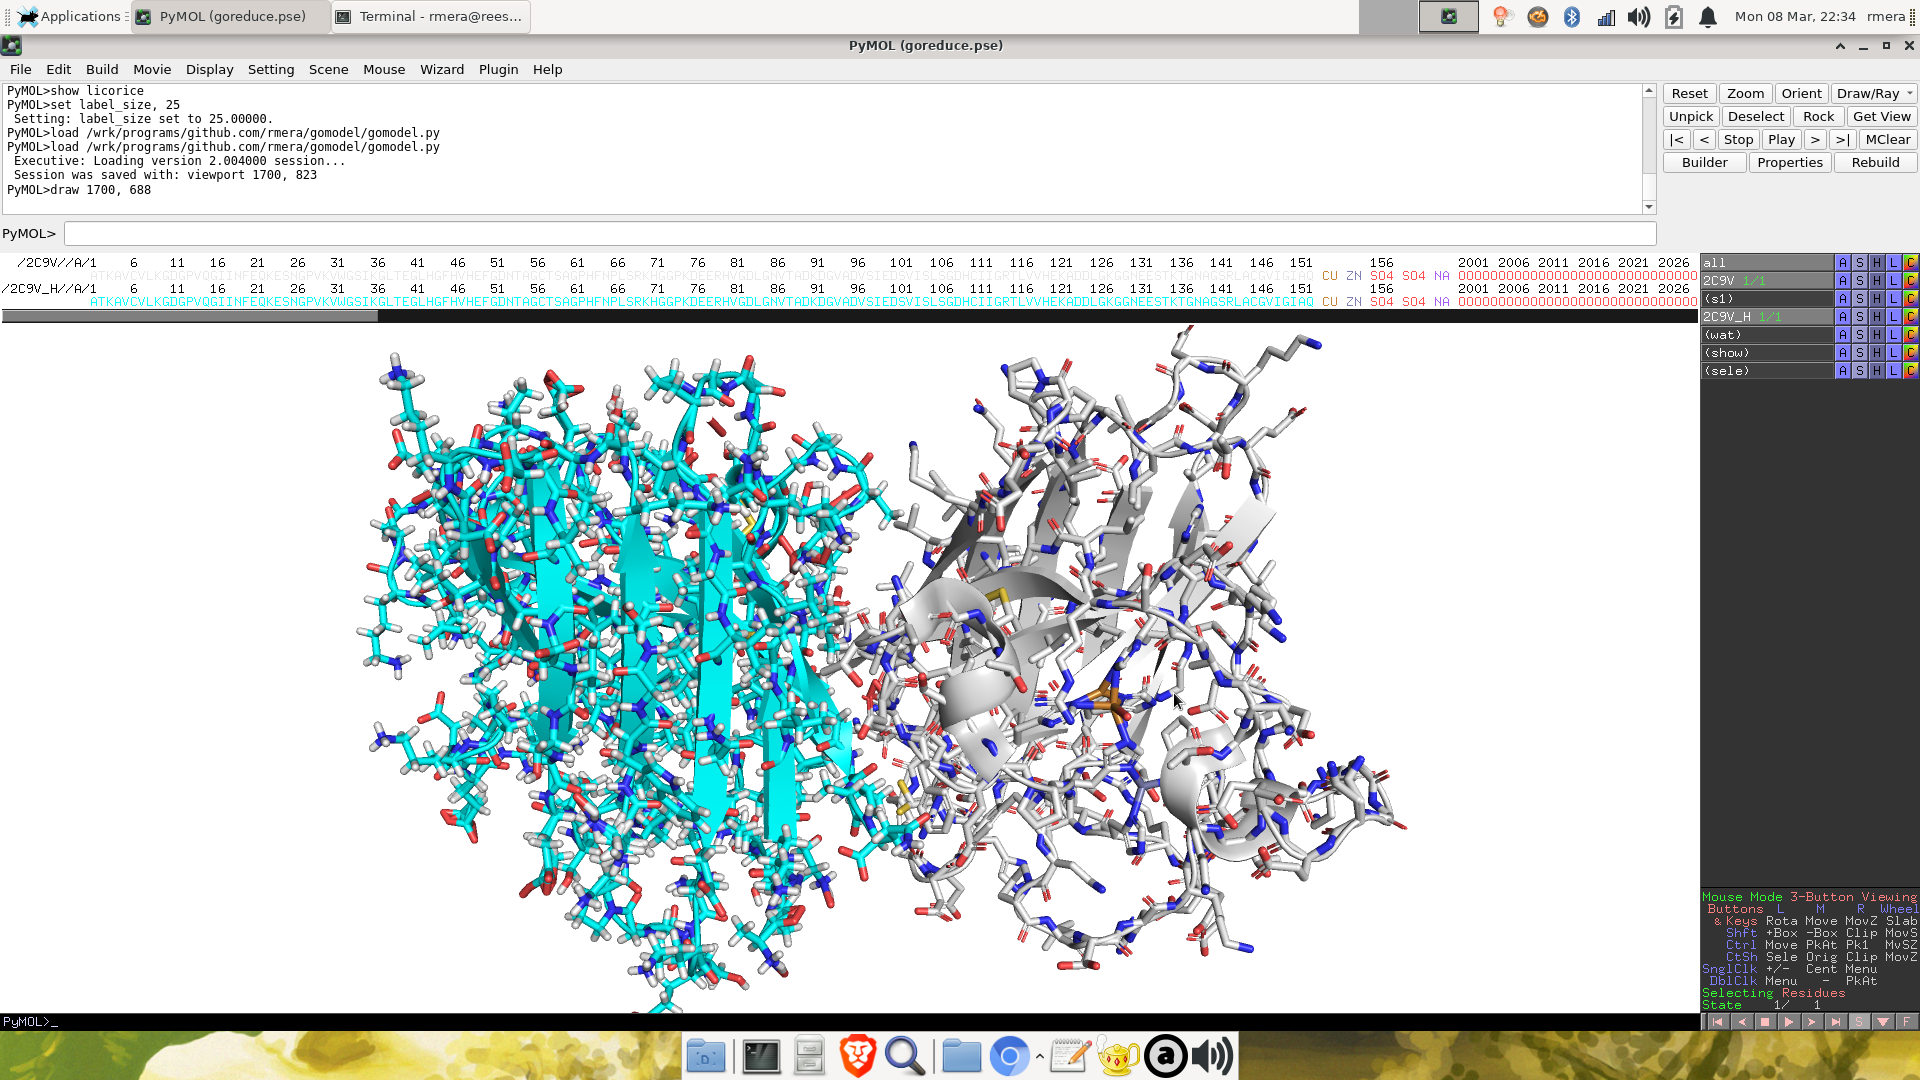 Applications
PyMOL (goreduce.pse)
Terminal - rmera@rees...
Mon 08 Mar, 22:34
rmera
PyMOL (goreduce.pse)
File Edit Build Movie Display Setting Scene Mouse Wizard Plugin Help
PyMOL>show licorice
PyMOL>set label_size, 25
Setting: label_size set to 25.00000.
PyMOL>load /wrk/programs/github.com/rmera/gomodel/gomodel.py
PyMOL>load /wrk/programs/github.com/rmera/gomodel/gomodel.py
Executive: Loading version 2.004000 session...
Session was saved with: viewport 1700, 823
PyMOL>draw 1700, 688
PyMOL>
Reset Zoom Orient Draw/Ray
Unpick Deselect Rock Get View
|< < Stop Play > >| MClear
Builder Properties Rebuild
/2C9V//A/1 6 11 16 21 26 31 36 41 46 51 56 61 66 71 76 81 86 91 96 101 106 111 116 121 126 131 136 141 146 151 156 2001 2006 2011 2016 2021 2026
ATKAVCVLKGDGPVQGIINFEQKESNGPVKVWGSIKGLTEGLHGFHVHEFGDNTAGCTSAGPHFNPLSRKHGGPKDEERHVGDLGNVTADKDGVADVSIEDSVISLSGDHCIIGRTLVVHEKADDLGKGGNEESTKTGNAGSRLACGVIGIAQ CU ZN SO4 SO4 NA OOOOOOOOOOOOOOOOOOOOOOOOOOOOOO
/2C9V_H//A/1 6 11 16 21 26 31 36 41 46 51 56 61 66 71 76 81 86 91 96 101 106 111 116 121 126 131 136 141 146 151 156 2001 2006 2011 2016 2021 2026
ATKAVCVLKGDGPVQGIINFEQKESNGPVKVWGSIKGLTEGLHGFHVHEFGDNTAGCTSAGPHFNPLSRKHGGPKDEERHVGDLGNVTADKDGVADVSIEDSVISLSGDHCIIGRTLVVHEKADDLGKGGNEESTKTGNAGSRLACGVIGIAQ CU ZN SO4 SO4 NA OOOOOOOOOOOOOOOOOOOOOOOOOOOOOO
all A S H L C
2C9V 1/1 A S H L C
(s1) A S H L C
2C9V_H 1/1 A S H L C
(wat) A S H L C
(show) A S H L C
(sele) A S H L C
Mouse Mode 3-Button Viewing
Buttons L M R Wheel
& Keys Rota Move MovZ Slab
Shft +Box -Box Clip MovS
Ctrl Move PkAt Pk1 MvSZ
CtSh Sele Orig Clip MovZ
SnglClk +/- Cent Menu
DblClk Menu - PkAt
Selecting Residues
State 1/ 1
PyMOL>_
S F